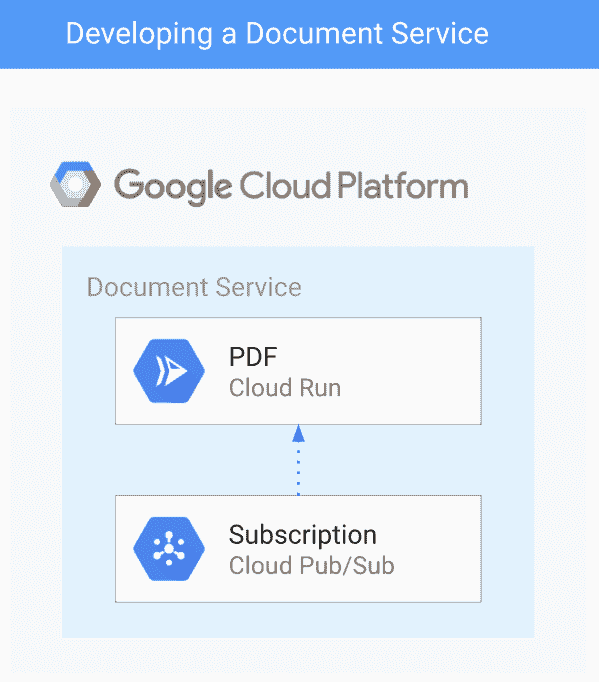 Developing a Document Service
Google Cloud Platform
Document Service
PDF
Cloud Run
Subscription
Cloud Pub/Sub